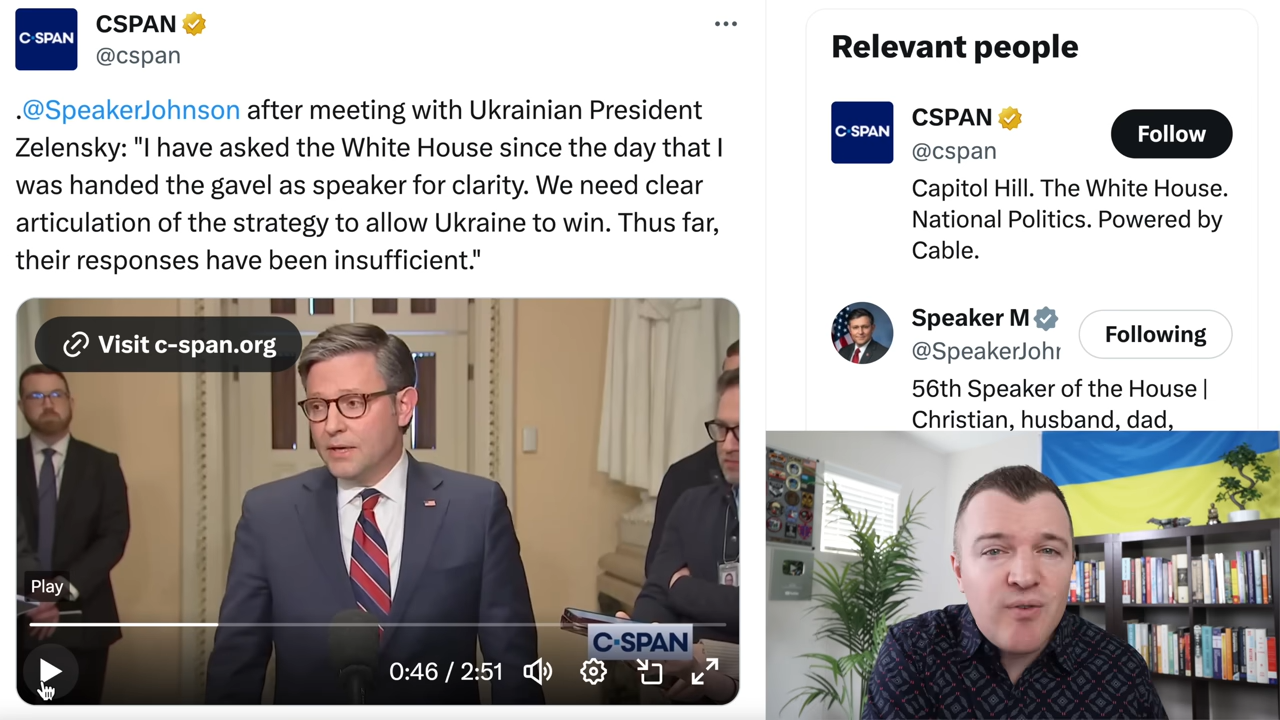 C·SPAN
CSPAN
@cspan
.@SpeakerJohnson after meeting with Ukrainian President
Zelensky: "I have asked the White House since the day that I
was handed the gavel as speaker for clarity. We need clear
articulation of the strategy to allow Ukraine to win. Thus far,
their responses have been insufficient."
Visit c-span.org
Play
C·SPAN
0:46 / 2:51
Relevant people
C·SPAN
CSPAN
@cspan
Follow
Capitol Hill. The White House.
National Politics. Powered by
Cable.
Speaker M
@SpeakerJohr
Following
56th Speaker of the House |
Christian, husband, dad,